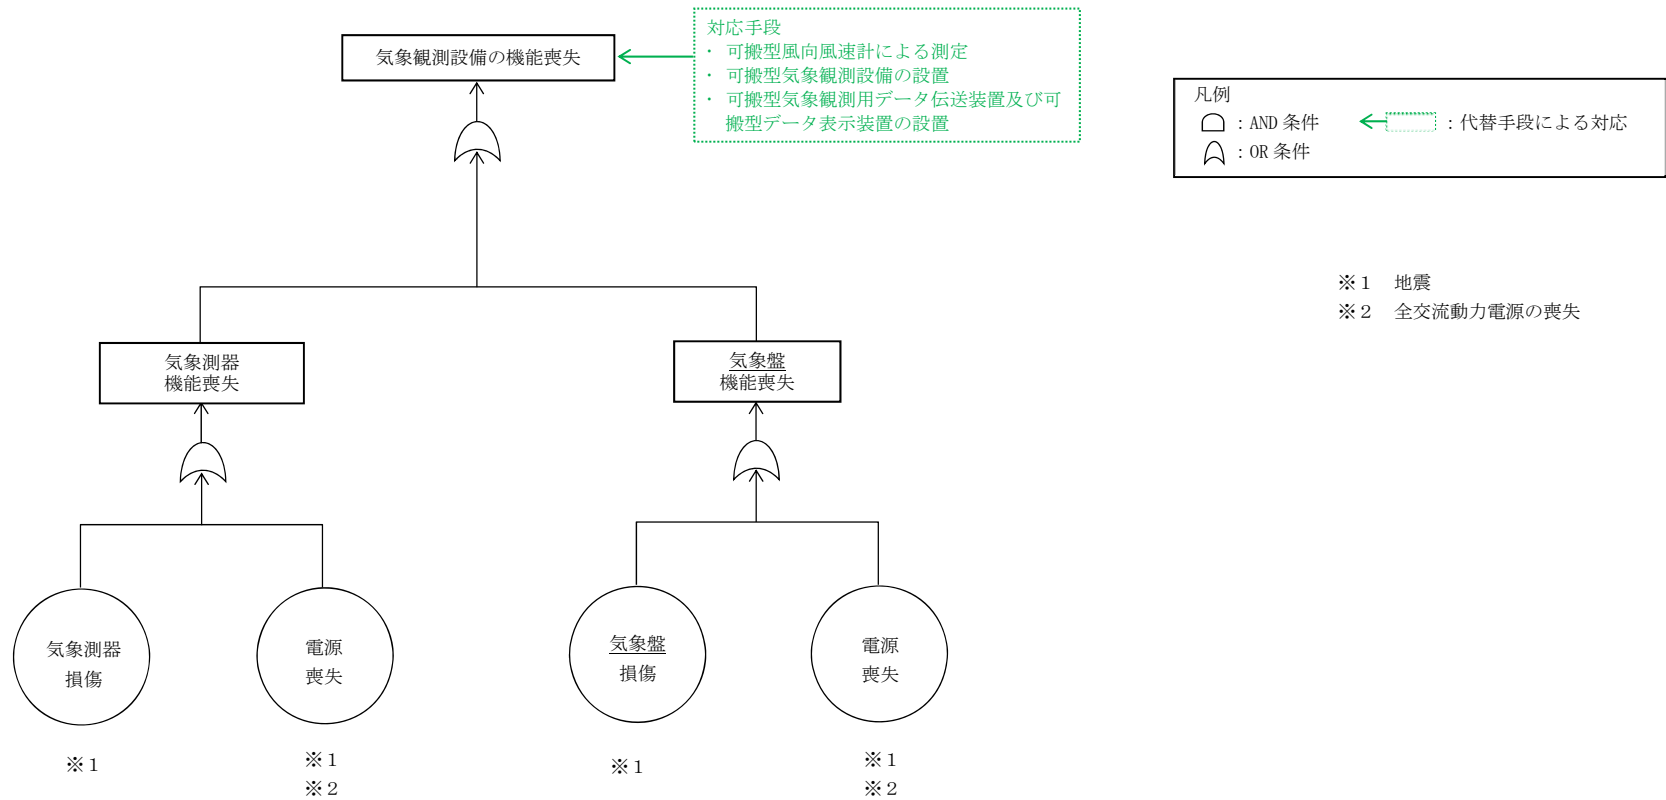 気象観測設備の機能喪失
対応手段
・ 可搬型風向風速計による測定
・ 可搬型気象観測設備の設置
・ 可搬型気象観測用データ伝送装置及び可
搬型データ表示装置の設置
凡例
：AND 条件
：代替手段による対応
：OR 条件
※１ 地震
※２ 全交流動力電源の喪失
気象測器
機能喪失
気象盤
機能喪失
気象測器
損傷
電源
喪失
気象盤
損傷
電源
喪失
※１
※１
※２
※１
※１
※２